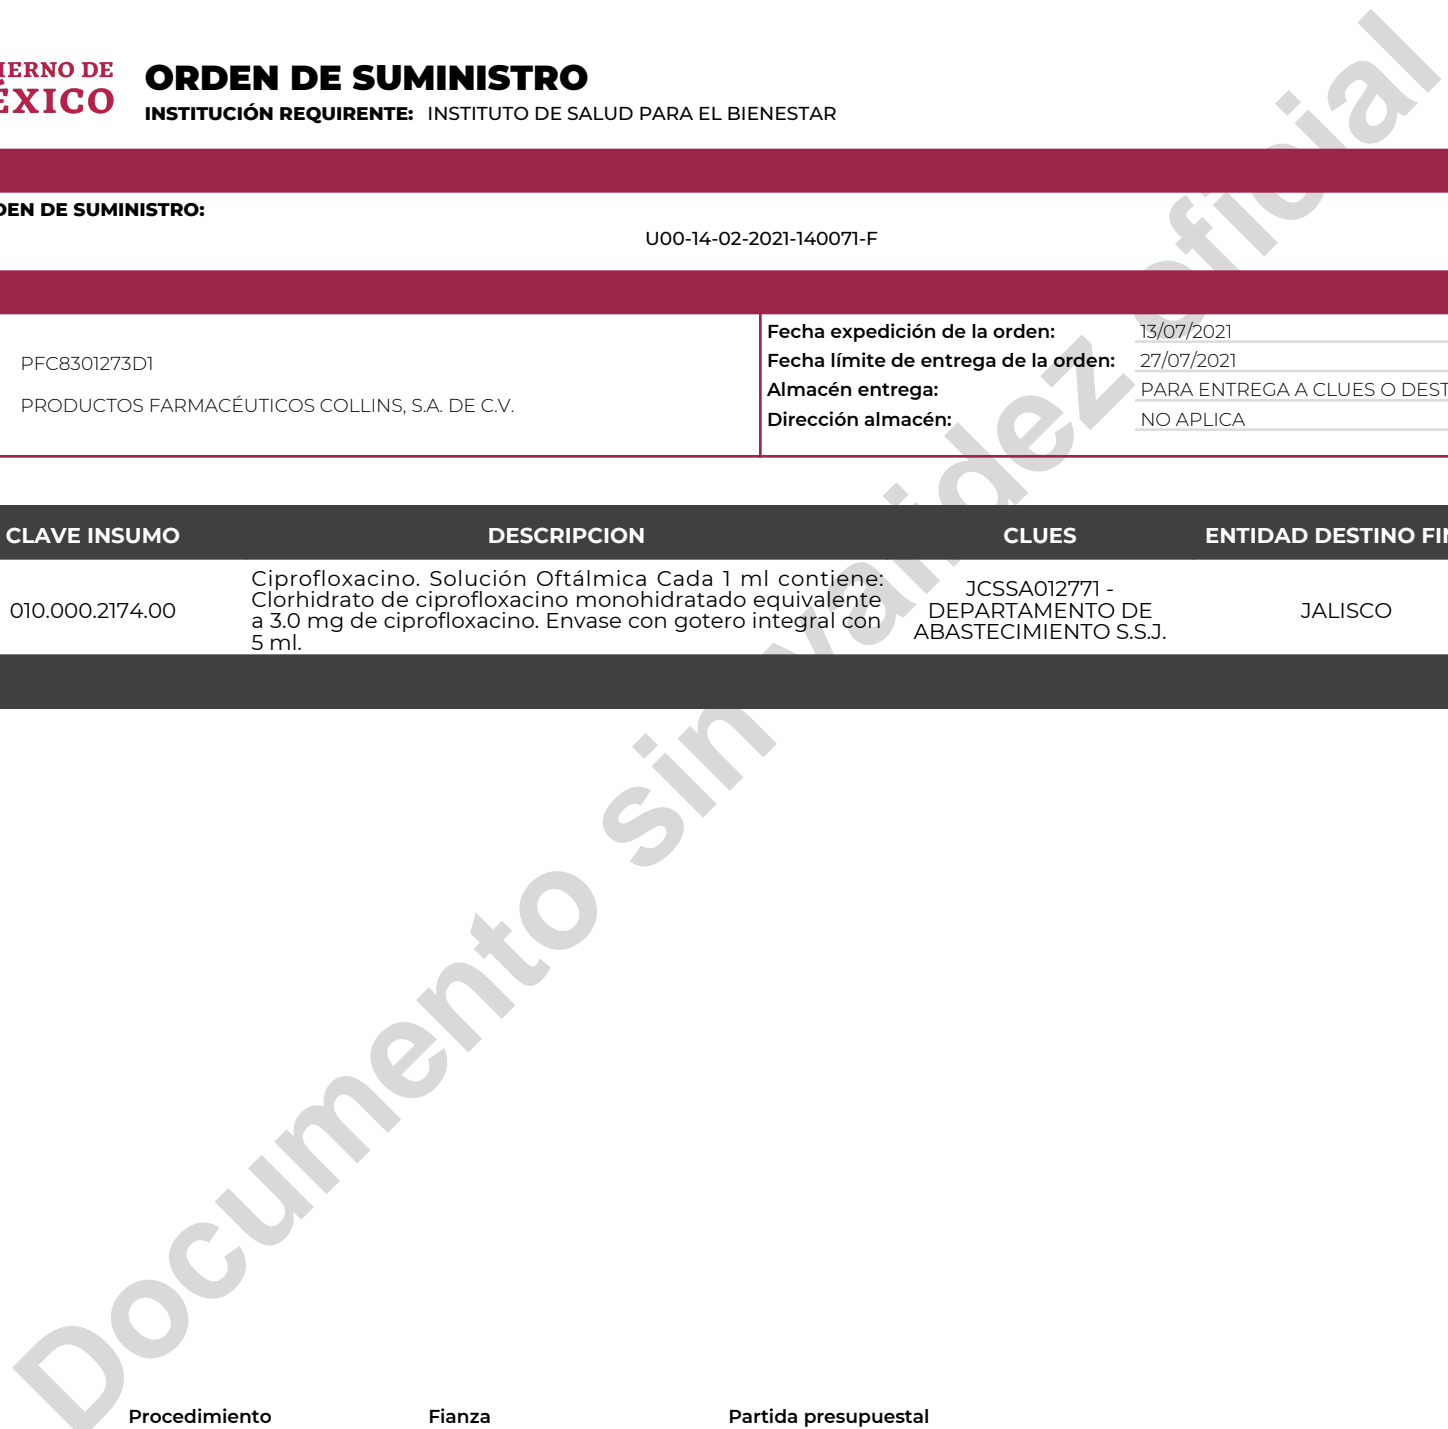 IERNO DE
ÉXICO
ORDEN DE SUMINISTRO
INSTITUCIÓN REQUIRENTE: INSTITUTO DE SALUD PARA EL BIENESTAR
DEN DE SUMINISTRO:
U00-14-02-2021-140071-F
PFC8301273D1
PRODUCTOS FARMACÉUTICOS COLLINS, S.A. DE C.V.
Fecha expedición de la orden: 13/07/2021
Fecha límite de entrega de la orden: 27/07/2021
Almacén entrega: PARA ENTREGA A CLUES O DEST
Dirección almacén: NO APLICA
CLAVE INSUMO DESCRIPCION CLUES ENTIDAD DESTINO FIN
010.000.2174.00
Ciprofloxacino. Solución Oftálmica Cada 1 ml contiene:
Clorhidrato de ciprofloxacino monohidratado equivalente
a 3.0 mg de ciprofloxacino. Envase con gotero integral con
5 ml.
JCSSA012771 -
DEPARTAMENTO DE
ABASTECIMIENTO S.S.J.
JALISCO
Documento sin validez oficial
Procedimiento Fianza Partida presupuestal